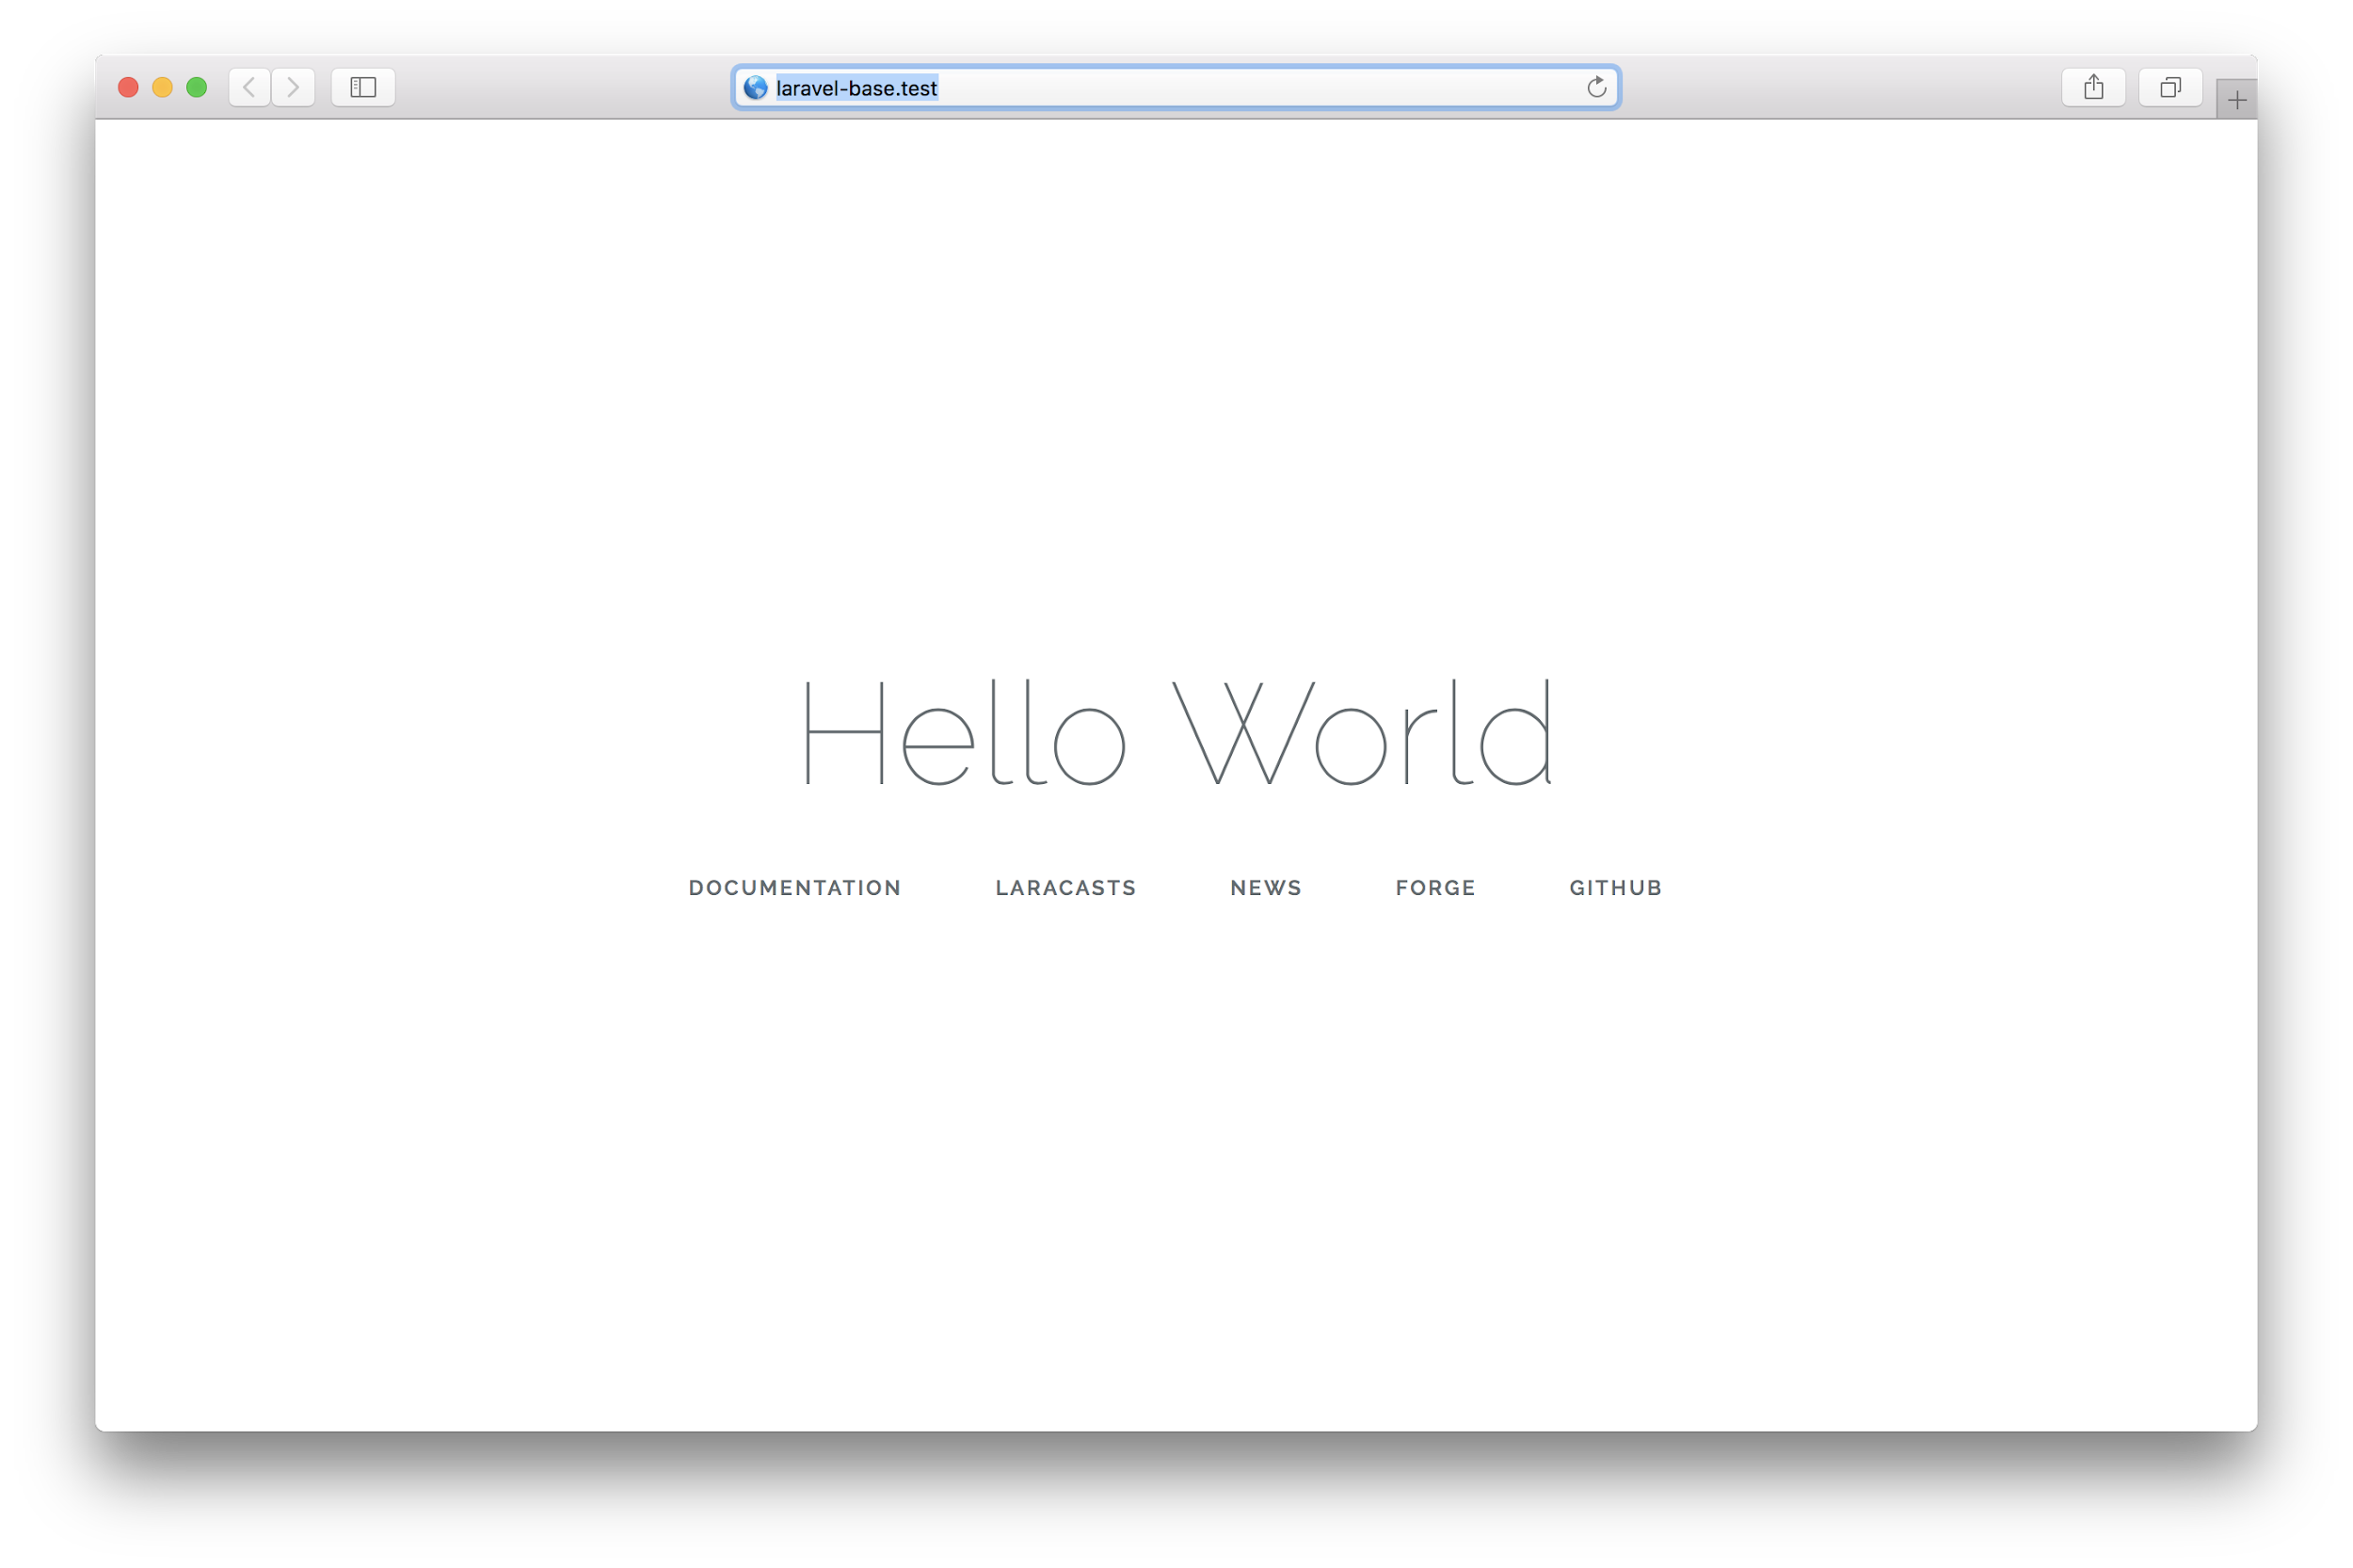 laravel-base.test
Hello World
DOCUMENTATION LARACASTS NEWS FORGE GITHUB